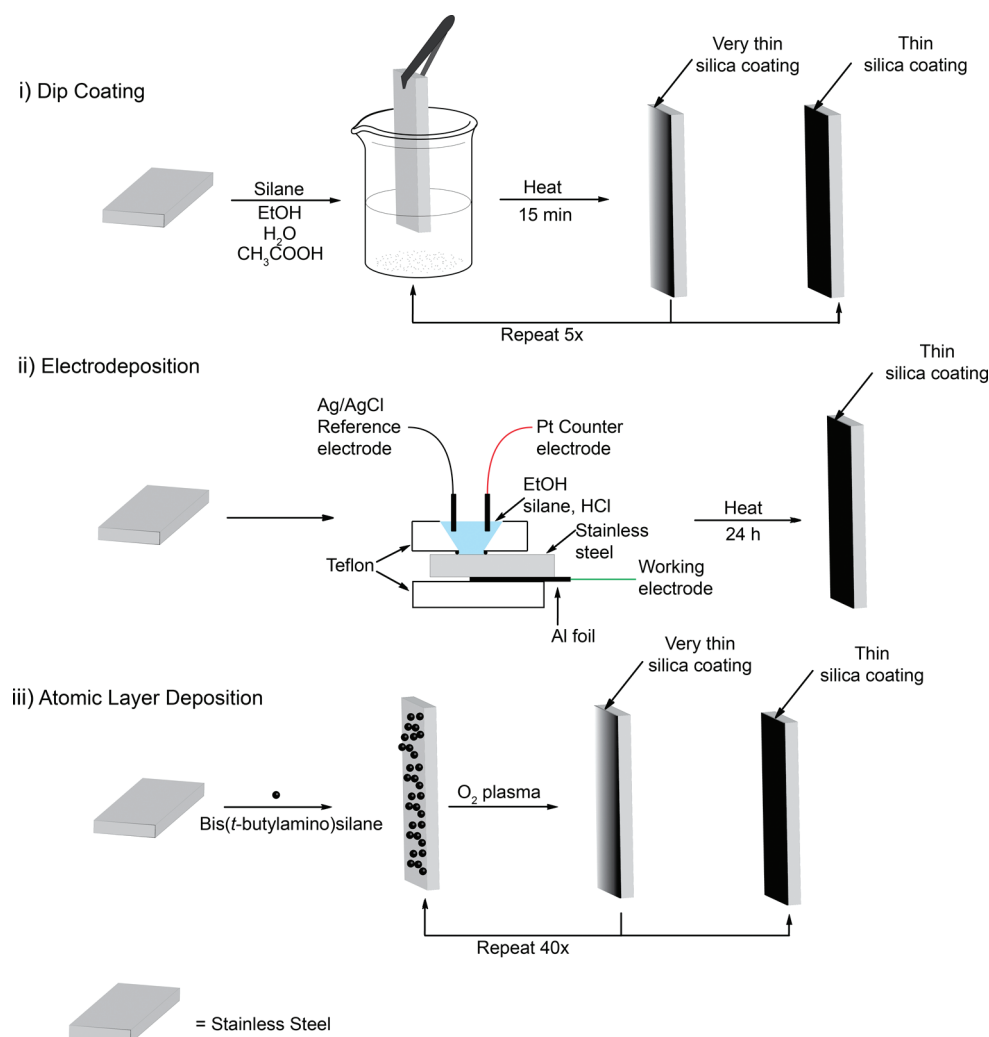 i) Dip Coating
Silane
EtOH
H₂O
CH₃COOH
Heat
15 min
Very thin
silica coating
Thin
silica coating
Repeat 5x
ii) Electrodeposition
Ag/AgCl
Reference
electrode
Pt Counter
electrode
EtOH
silane, HCl
Stainless
steel
Teflon
Working
electrode
Al foil
Heat
24 h
Thin
silica coating
iii) Atomic Layer Deposition
Bis(t-butylamino)silane
O₂ plasma
Very thin
silica coating
Thin
silica coating
Repeat 40x
= Stainless Steel